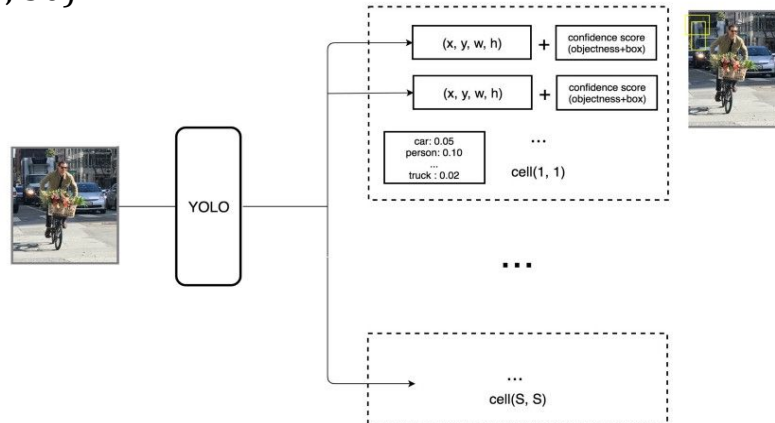 (x, y, w, h) + confidence score
(objectness+box)
(x, y, w, h) + confidence score
(objectness+box)
car: 0.05
person: 0.10
...
truck : 0.02
...
cell(1, 1)
YOLO
...
...
cell(S, S)